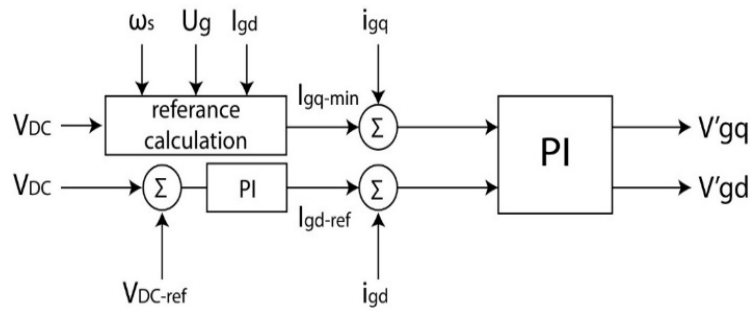 ωs Ug Igd igq
VDC referance calculation Igq-min Σ PI V'gq
VDC Σ PI Igd-ref Σ V'gd
VDC-ref igd